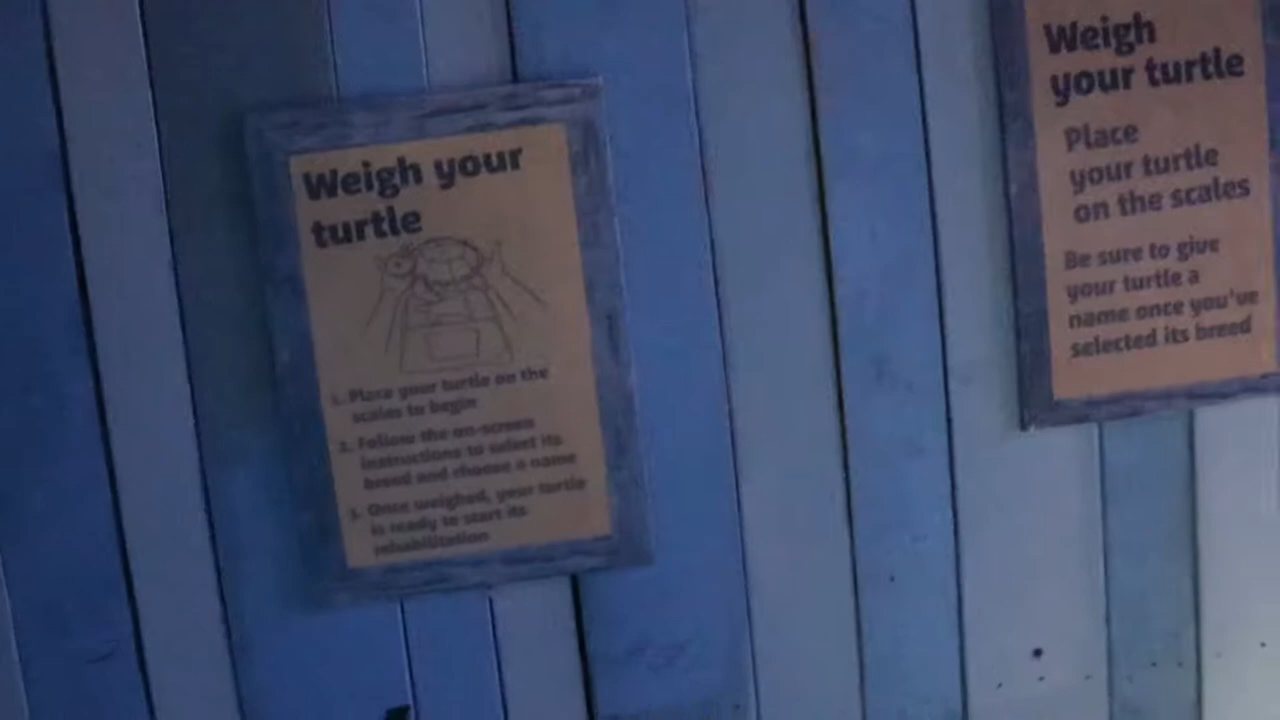 Weigh your
turtle
1. Place your turtle on the
scales to begin
2. Follow the on-screen
instructions to select its
breed and choose a name
3. Once weighed, your turtle
is ready to start its
rehabilitation
Weigh
your turtle
Place
your turtle
on the scales
Be sure to give
your turtle a
name once you've
selected its breed